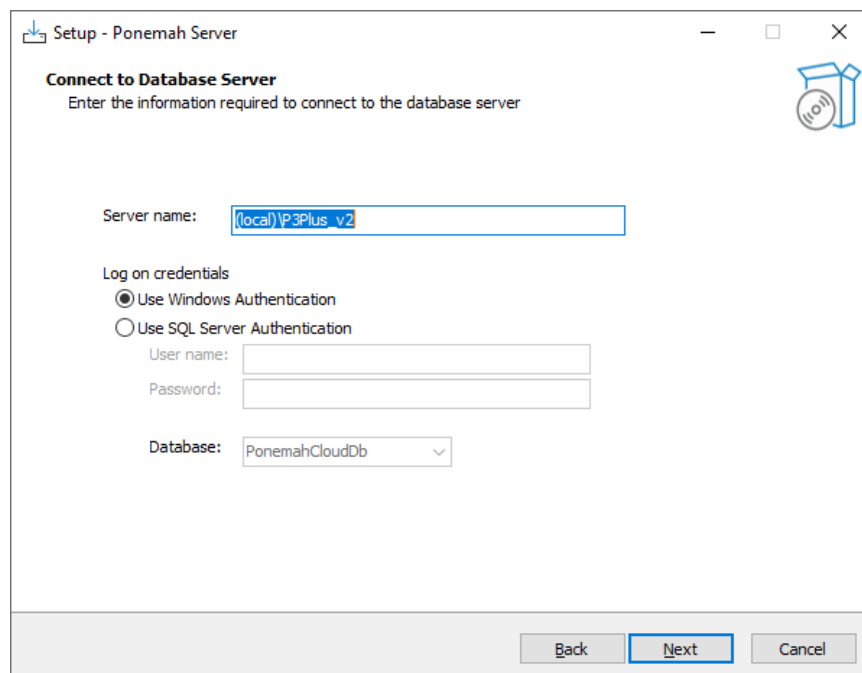 Setup - Ponemah Server
Connect to Database Server
Enter the information required to connect to the database server
Server name: (local)\P3Plus_v2
Log on credentials
Use Windows Authentication
Use SQL Server Authentication
User name:
Password:
Database: PonemahCloudDb
Back Next Cancel